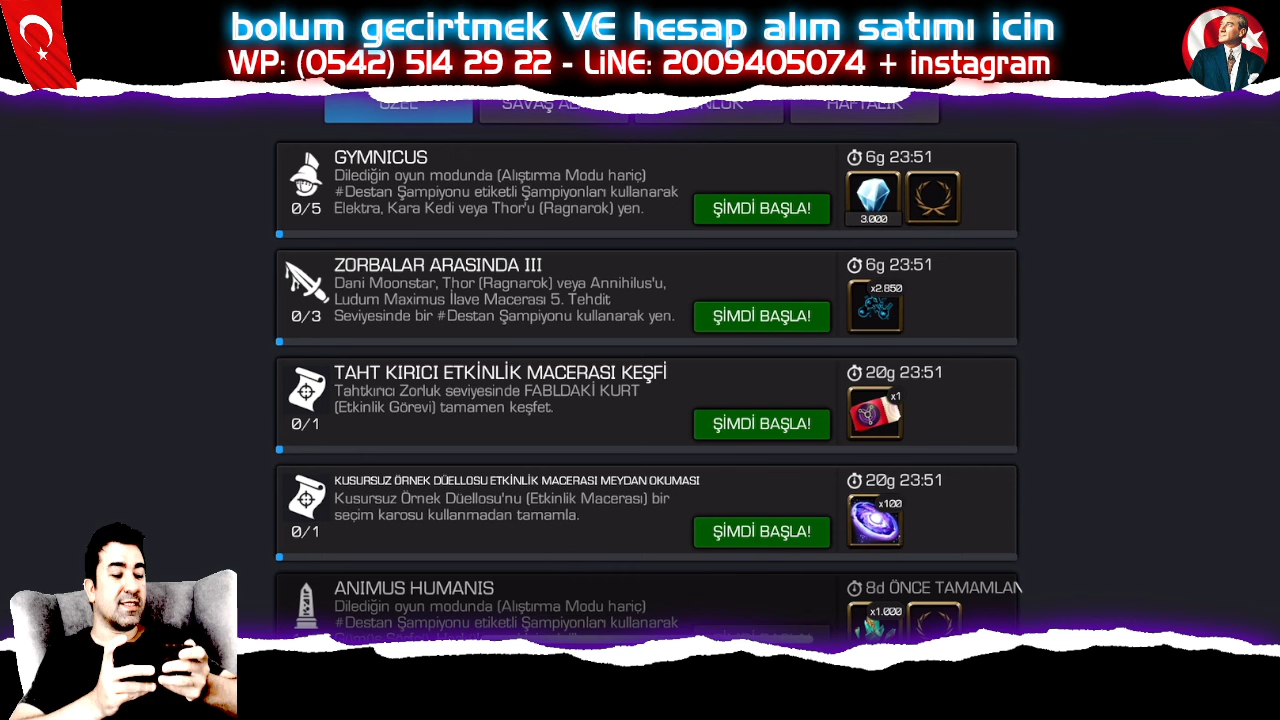 bolum gecirtmek VE hesap alım satımı icin
WP: (0542) 514 29 22 - LiNE: 2009405074 + instagram
ÖZEL
HAFTALIK
GYMNICUS
Dilediğin oyun modunda (Alıştırma Modu hariç)
#Destan Şampiyonu etiketli Şampiyonları kullanarak
Elektra, Kara Kedi veya Thor'u (Ragnarok) yen.
0/5
ŞİMDİ BAŞLA!
6g 23:51
3.000
ZORBALAR ARASINDA III
Dani Moonstar, Thor (Ragnarok) veya Annihilus'u,
Ludum Maximus İlave Macerası 5. Tehdit
Seviyesinde bir #Destan Şampiyonu kullanarak yen.
0/3
ŞİMDİ BAŞLA!
6g 23:51
x2.850
TAHT KIRICI ETKİNLİK MACERASI KEŞFİ
Tahtkırıcı Zorluk seviyesinde FABLDAKİ KURT
(Etkinlik Görevi) tamamen keşfet.
0/1
ŞİMDİ BAŞLA!
20g 23:51
x1
KUSURSUZ ÖRNEK DÜELLOSU ETKİNLİK MACERASI MEYDAN OKUMASI
Kusursuz Örnek Düellosu'nu (Etkinlik Macerası) bir
seçim karosu kullanmadan tamamla.
0/1
ŞİMDİ BAŞLA!
20g 23:51
x100
ANIMUS HUMANIS
Dilediğin oyun modunda (Alıştırma Modu hariç)
#Destan Şampiyonu etiketli Şampiyonları kullanarak
8d ÖNCE TAMAMLAN
x1.000